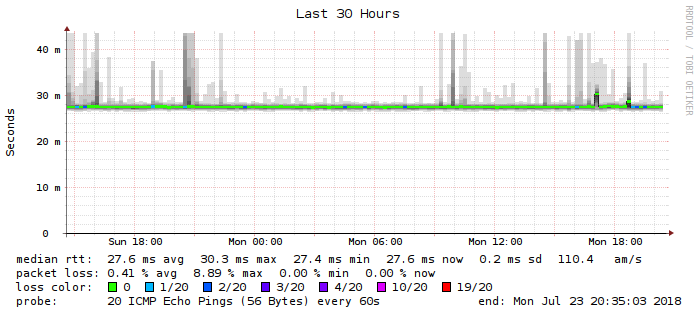 Last 30 Hours
RRDTOOL / TOBI OETIKER
Seconds
40 m
30 m
20 m
10 m
0
Sun 18:00 Mon 00:00 Mon 06:00 Mon 12:00 Mon 18:00
median rtt: 27.6 ms avg 30.3 ms max 27.4 ms min 27.6 ms now 0.2 ms sd 110.4 am/s
packet loss: 0.41 % avg 8.89 % max 0.00 % min 0.00 % now
loss color: 0 1/20 2/20 3/20 4/20 10/20 19/20
probe: 20 ICMP Echo Pings (56 Bytes) every 60s end: Mon Jul 23 20:35:03 2018